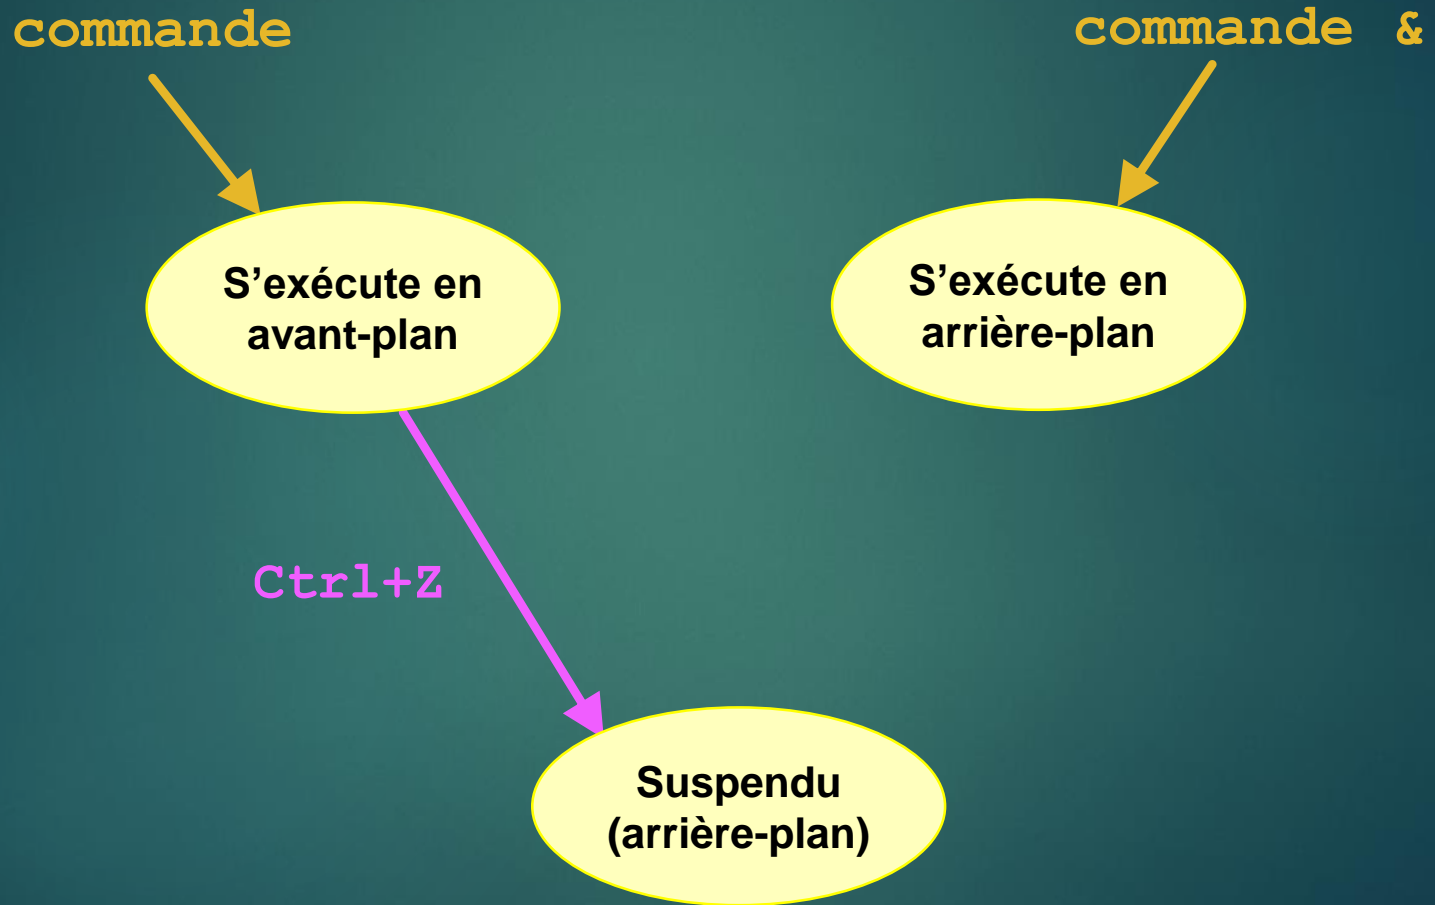 commande
commande &
S’exécute en
avant-plan
S’exécute en
arrière-plan
Ctrl+Z
Suspendu
(arrière-plan)